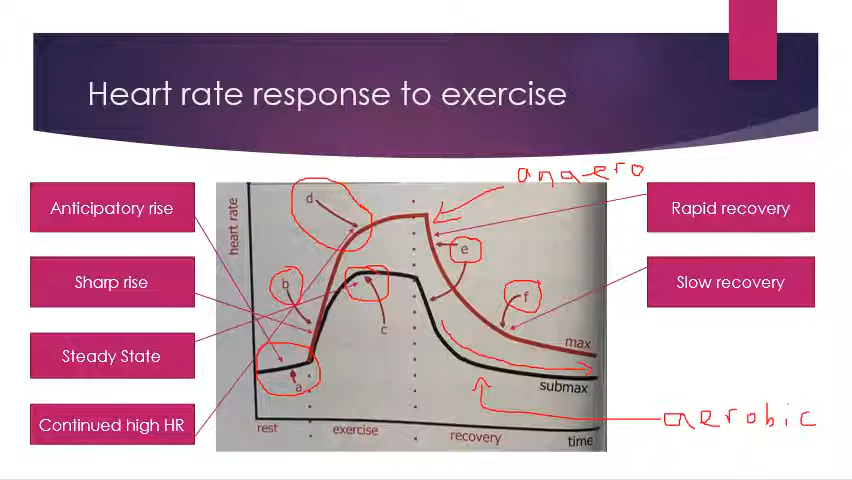 Heart rate response to exercise
Anticipatory rise
Sharp rise
Steady State
Continued high HR
heart rate
d
b
c
a
e
f
max
submax
rest
exercise
recovery
time
anaero
aerobic
Rapid recovery
Slow recovery